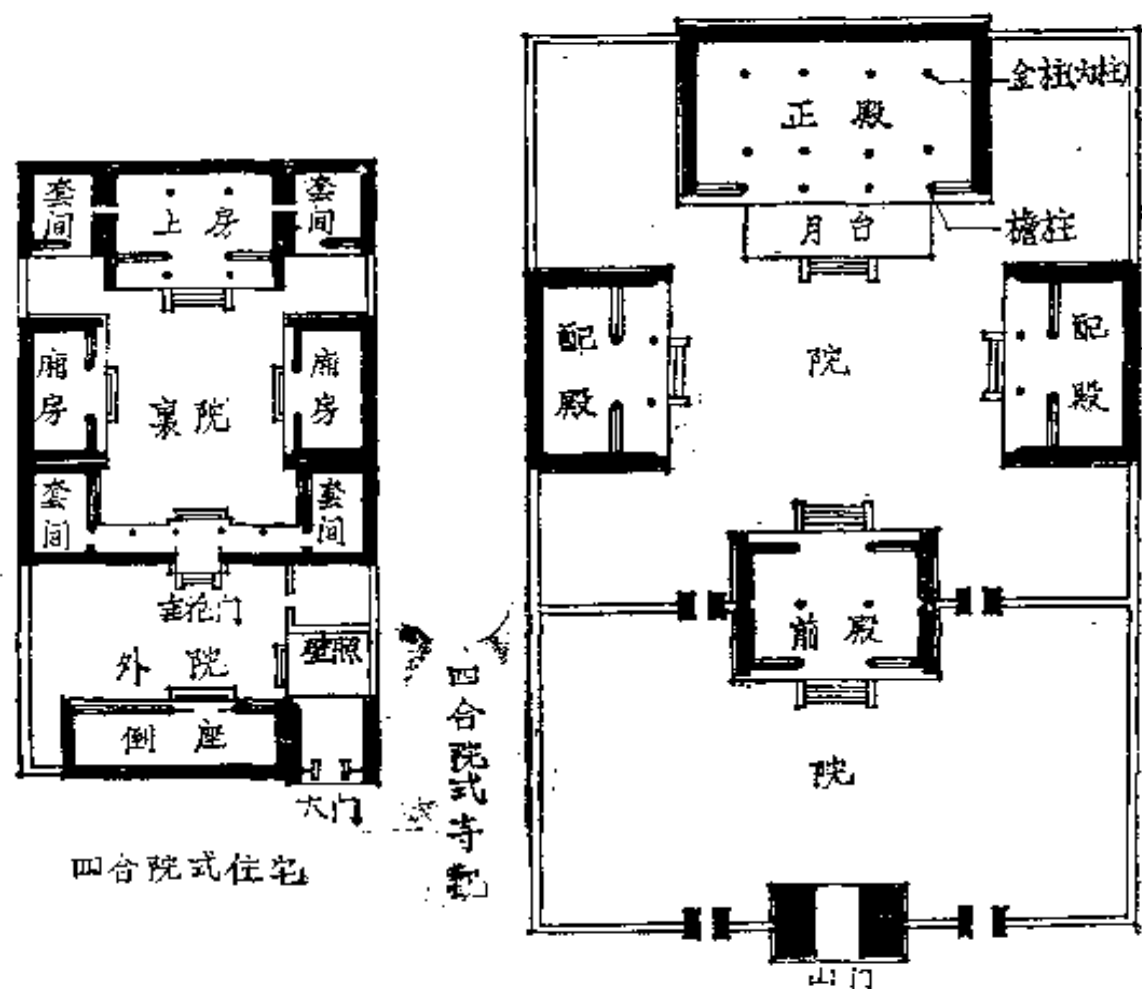 套间
上房
套间
厢房
裏院
厢房
套间
套间
垂花门
外院
壁照
倒座
大门
四合院式住宅
四合院式寺观
金柱(内柱)
正殿
月台
檐柱
配殿
院
配殿
前殿
院
山门